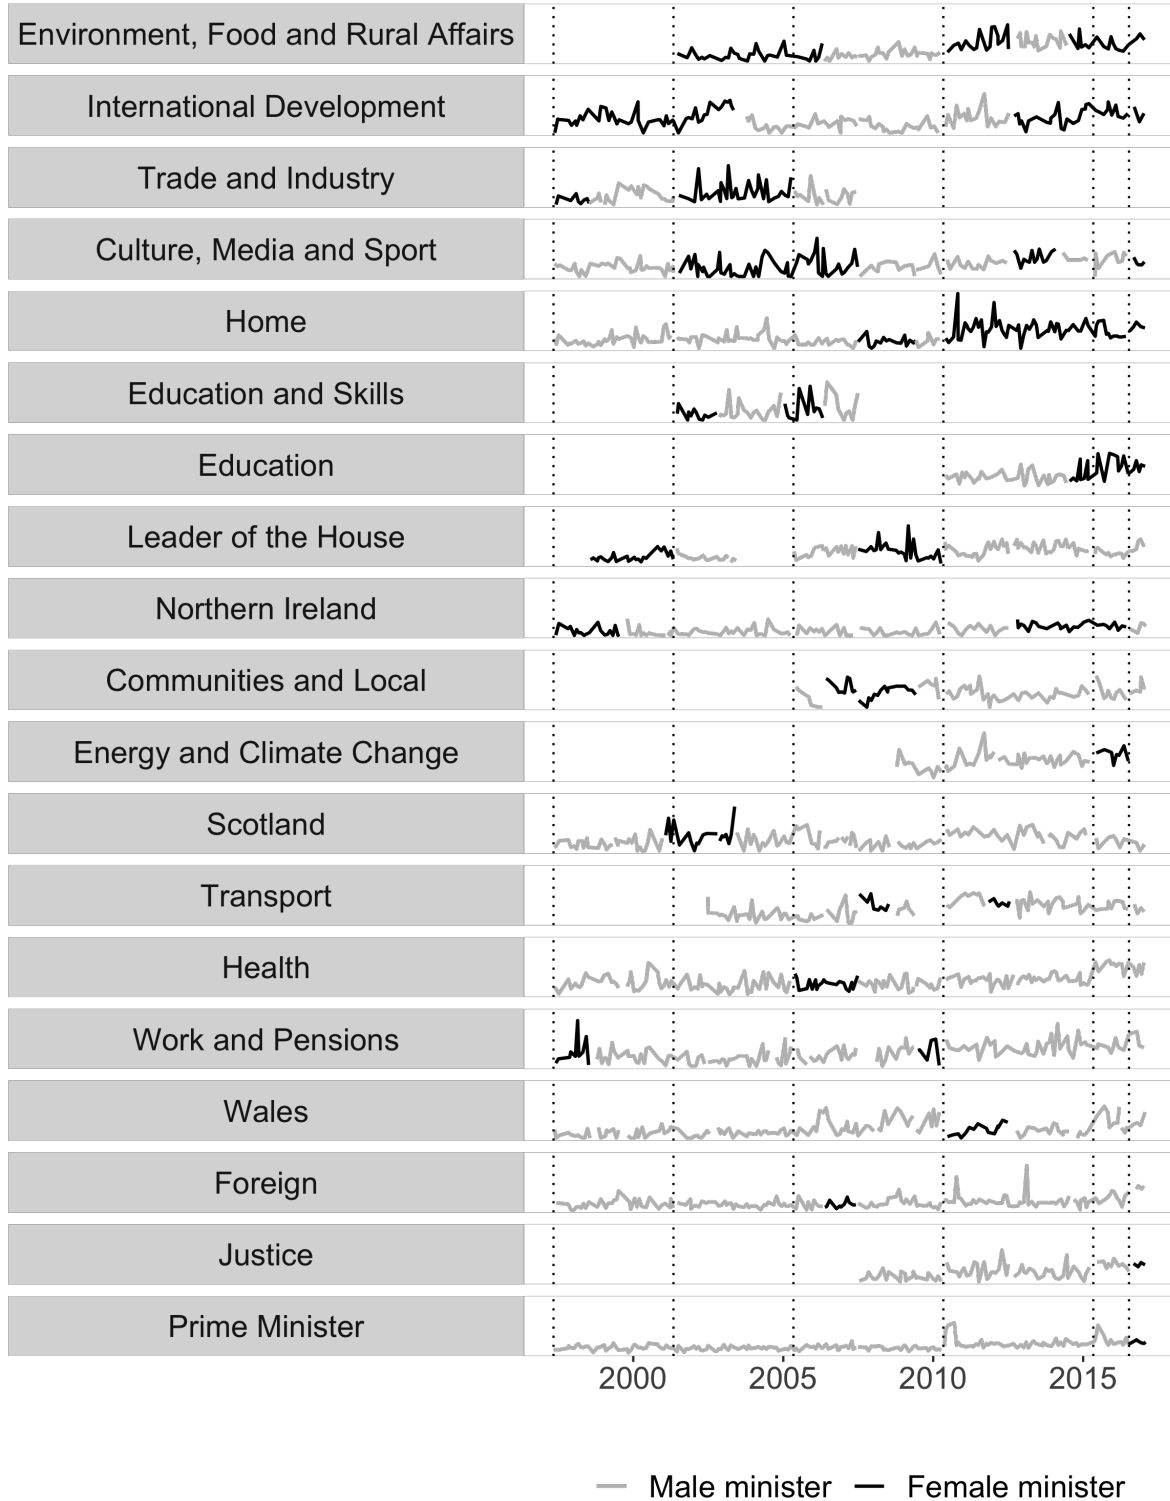 Environment, Food and Rural Affairs
International Development
Trade and Industry
Culture, Media and Sport
Home
Education and Skills
Education
Leader of the House
Northern Ireland
Communities and Local
Energy and Climate Change
Scotland
Transport
Health
Work and Pensions
Wales
Foreign
Justice
Prime Minister
2000 2005 2010 2015
Male minister Female minister